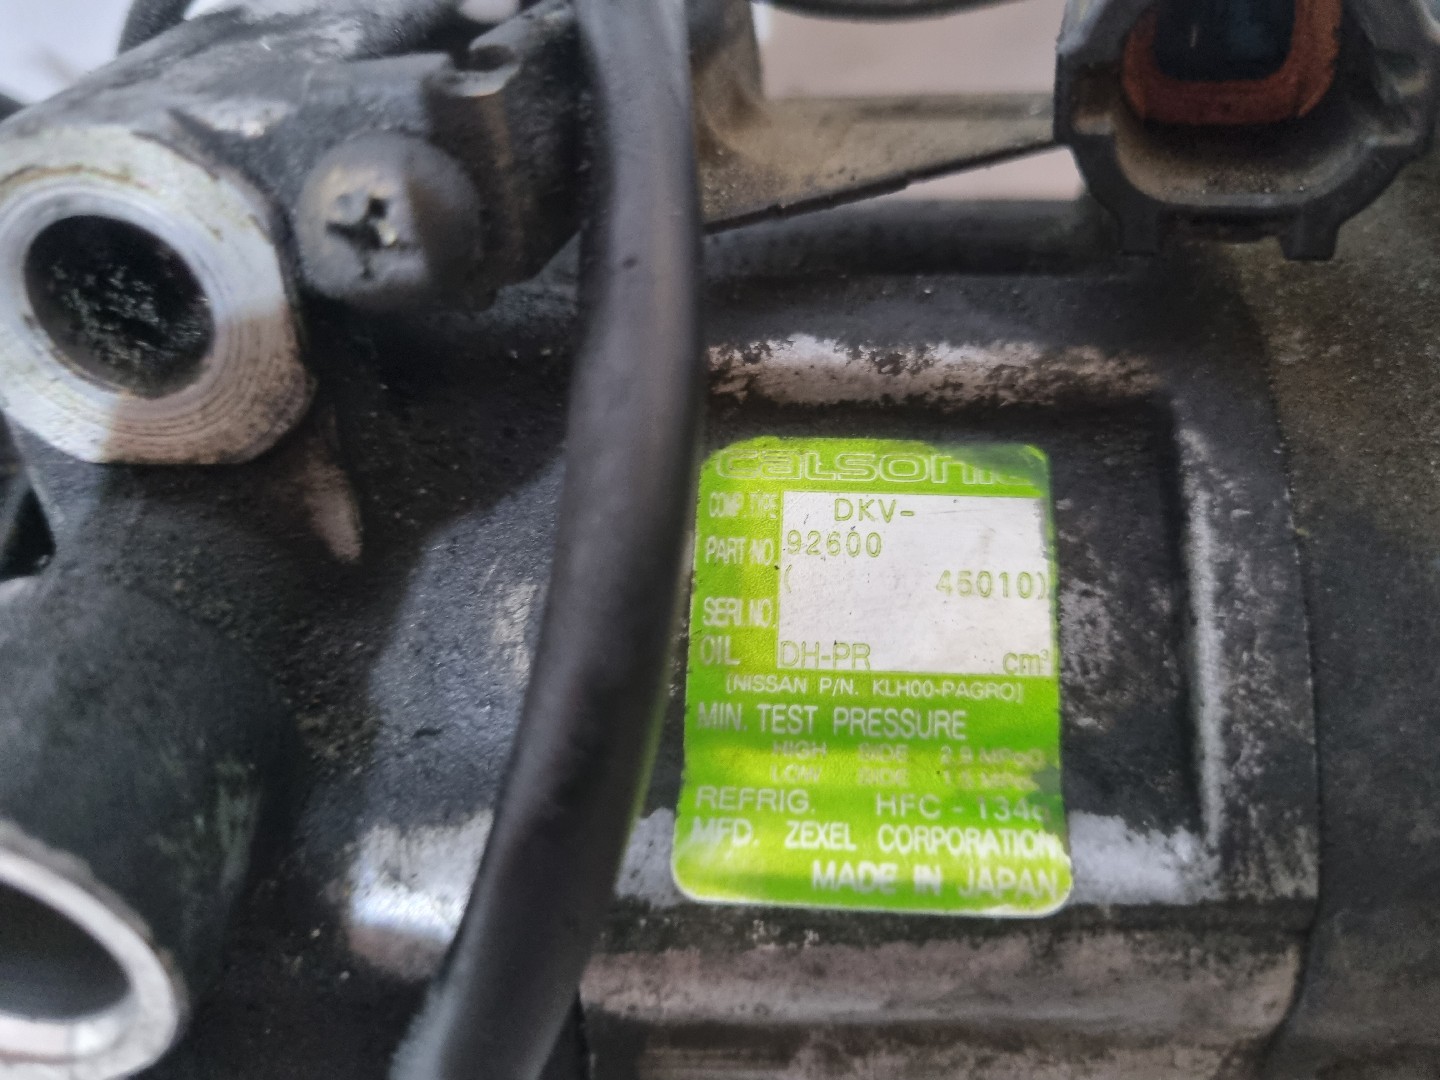 calsonic
COMP. TYPE DKV-
PART NO. 92600
( 46010)
SERI NO.
OIL DH-PR cm³
[NISSAN P/N. KLH00-PAGRO]
MIN. TEST PRESSURE
HIGH SIDE
LOW SIDE
REFRIG. HFC - 134a
MFD. ZEXEL CORPORATION
MADE IN JAPAN